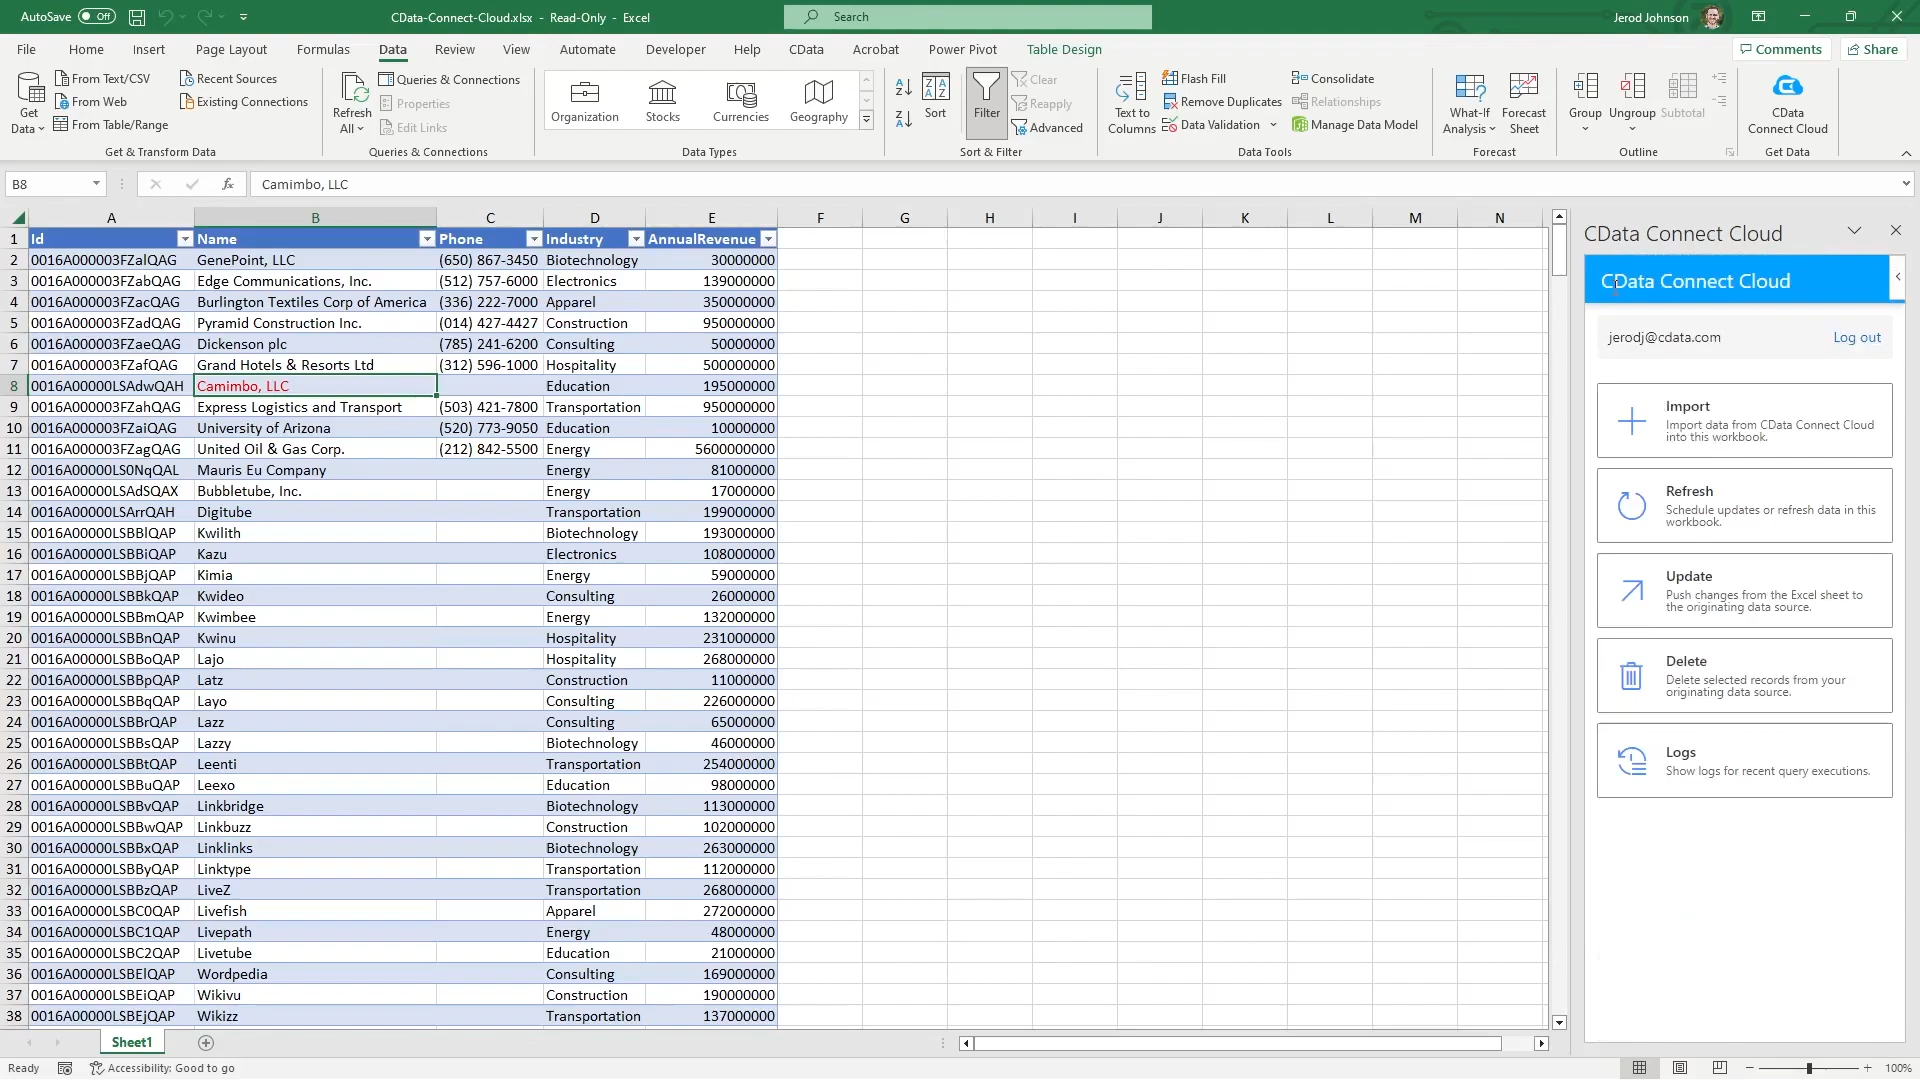 AutoSave Off CData-Connect-Cloud.xlsx - Read-Only - Excel Search Jerod Johnson
File Home Insert Page Layout Formulas Data Review View Automate Developer Help CData Acrobat Power Pivot Table Design Comments Share
Get Data
From Text/CSV
From Web
From Table/Range
Recent Sources
Existing Connections
Get & Transform Data
Refresh All
Queries & Connections
Properties
Edit Links
Queries & Connections
Organization Stocks Currencies Geography
Data Types
Sort
Filter
Clear
Reapply
Advanced
Sort & Filter
Text to Columns
Flash Fill
Remove Duplicates
Data Validation
Consolidate
Relationships
Manage Data Model
Data Tools
What-If Analysis
Forecast Sheet
Forecast
Group Ungroup Subtotal
Outline
CData Connect Cloud
Get Data
B8 fx Camimbo, LLC
A B C D E F G H I J K L M N
1 Id Name Phone Industry AnnualRevenue
2 0016A000003FZalQAG GenePoint, LLC (650) 867-3450 Biotechnology 30000000
3 0016A000003FZabQAG Edge Communications, Inc. (512) 757-6000 Electronics 139000000
4 0016A000003FZacQAG Burlington Textiles Corp of America (336) 222-7000 Apparel 350000000
5 0016A000003FZadQAG Pyramid Construction Inc. (014) 427-4427 Construction 950000000
6 0016A000003FZaeQAG Dickenson plc (785) 241-6200 Consulting 50000000
7 0016A000003FZafQAG Grand Hotels & Resorts Ltd (312) 596-1000 Hospitality 500000000
8 0016A00000LSAdwQAH Camimbo, LLC Education 195000000
9 0016A000003FZahQAG Express Logistics and Transport (503) 421-7800 Transportation 950000000
10 0016A000003FZaiQAG University of Arizona (520) 773-9050 Education 10000000
11 0016A000003FZagQAG United Oil & Gas Corp. (212) 842-5500 Energy 5600000000
12 0016A00000LS0NqQAL Mauris Eu Company Energy 81000000
13 0016A00000LSAdSQAX Bubbletube, Inc. Energy 17000000
14 0016A00000LSArrQAH Digitube Transportation 199000000
15 0016A00000LSBBlQAP Kwilith Biotechnology 193000000
16 0016A00000LSBBiQAP Kazu Electronics 108000000
17 0016A00000LSBBjQAP Kimia Energy 59000000
18 0016A00000LSBBkQAP Kwideo Consulting 26000000
19 0016A00000LSBBmQAP Kwimbee Energy 132000000
20 0016A00000LSBBnQAP Kwinu Hospitality 231000000
21 0016A00000LSBBoQAP Lajo Hospitality 268000000
22 0016A00000LSBBpQAP Latz Construction 11000000
23 0016A00000LSBBqQAP Layo Consulting 226000000
24 0016A00000LSBBrQAP Lazz Consulting 65000000
25 0016A00000LSBBsQAP Lazzy Biotechnology 46000000
26 0016A00000LSBBtQAP Leenti Transportation 254000000
27 0016A00000LSBBuQAP Leexo Education 98000000
28 0016A00000LSBBvQAP Linkbridge Biotechnology 113000000
29 0016A00000LSBBwQAP Linkbuzz Construction 102000000
30 0016A00000LSBBxQAP Linklinks Biotechnology 263000000
31 0016A00000LSBByQAP Linktype Transportation 112000000
32 0016A00000LSBBzQAP LiveZ Transportation 268000000
33 0016A00000LSBC0QAP Livefish Apparel 272000000
34 0016A00000LSBC1QAP Livepath Energy 48000000
35 0016A00000LSBC2QAP Livetube Education 21000000
36 0016A00000LSBElQAP Wordpedia Consulting 169000000
37 0016A00000LSBEiQAP Wikivu Construction 190000000
38 0016A00000LSBEjQAP Wikizz Transportation 137000000
CData Connect Cloud
CData Connect Cloud
jerodj@cdata.com Log out
Import
Import data from CData Connect Cloud
into this workbook.
Refresh
Schedule updates or refresh data in this
workbook.
Update
Push changes from the Excel sheet to
the originating data source.
Delete
Delete selected records from your
originating data source.
Logs
Show logs for recent query executions.
Sheet1
Ready Accessibility: Good to go 100%